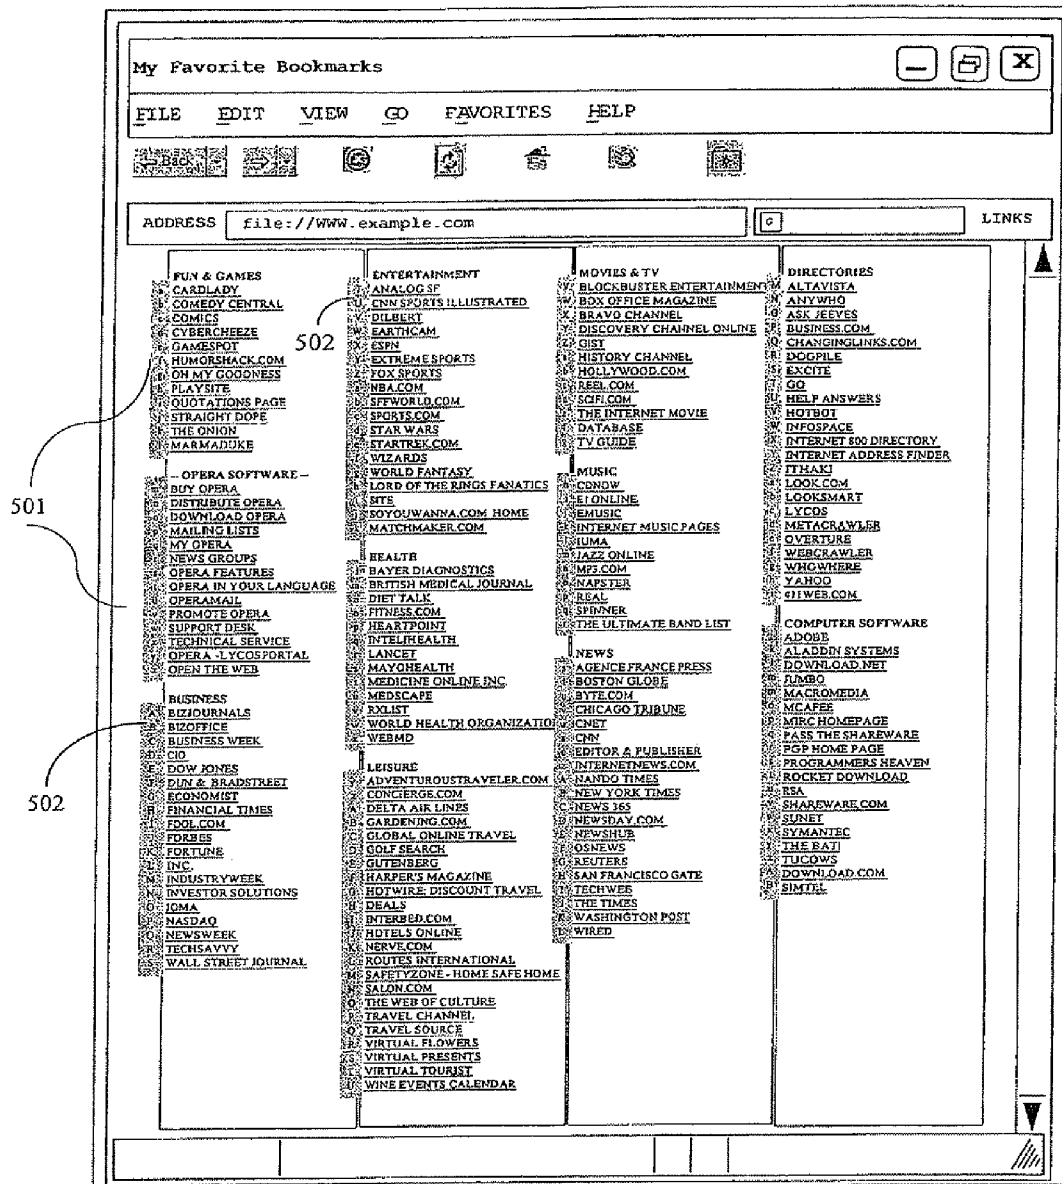 My Favorite Bookmarks
FILE EDIT VIEW GO FAVORITES HELP
Back
ADDRESS file://WWW.example.com LINKS
FUN & GAMES
CARDLADY
COMEDY CENTRAL
COMICS
CYBERCHEEZE
GAMESPOT
HUMORSHACK.COM
OH MY GOODNESS
PLAYSITE
QUOTATIONS PAGE
STRAIGHT DOPE
THE ONION
MARMADUKE
-- OPERA SOFTWARE --
BUY OPERA
DISTRIBUTE OPERA
DOWNLOAD OPERA
MAILING LISTS
MY OPERA
NEWS GROUPS
OPERA FEATURES
OPERA IN YOUR LANGUAGE
OPERAMAIL
PROMOTE OPERA
SUPPORT DESK
TECHNICAL SERVICE
OPERA -LYCOSPORTAL
OPEN THE WEB
BUSINESS
BIZJOURNALS
BIZOFFICE
BUSINESS WEEK
CIO
DOW JONES
DUN & BRADSTREET
ECONOMIST
FINANCIAL TIMES
FOOL.COM
FORBES
FORTUNE
INC.
INDUSTRYWEEK
INVESTOR SOLUTIONS
JOMA
NASDAQ
NEWSWEEK
TECHSAVVY
WALL STREET JOURNAL
501
502
ENTERTAINMENT
ANALOG SF
CNN SPORTS ILLUSTRATED
DILBERT
EARTHCAM
ESPN
EXTREME SPORTS
FOX SPORTS
NBA.COM
SFFWORLD.COM
SPORTS.COM
STAR WARS
STARTREK.COM
WIZARDS
WORLD FANTASY
LORD OF THE RINGS FANATICS
SITE
SOYOUWANNA.COM HOME
MATCHMAKER.COM
HEALTH
BAYER DIAGNOSTICS
BRITISH MEDICAL JOURNAL
DIET TALK
FITNESS.COM
HEARTPOINT
INTELIHEALTH
LANCET
MAYOHEALTH
MEDICINE ONLINE INC.
MEDSCAPE
RXLIST
WORLD HEALTH ORGANIZATIO
WEBMD
LEISURE
ADVENTUROUSTRAVELER.COM
CONCIERGE.COM
DELTA AIR LINES
GARDENING.COM
GLOBAL ONLINE TRAVEL
GOLF SEARCH
GUTENBERG
HARPER'S MAGAZINE
HOTWIRE: DISCOUNT TRAVEL
DEALS
INTERBED.COM
HOTELS ONLINE
NERVE.COM
ROUTES INTERNATIONAL
SAFETYZONE - HOME SAFE HOME
SALON.COM
THE WEB OF CULTURE
TRAVEL CHANNEL
TRAVEL SOURCE
VIRTUAL FLOWERS
VIRTUAL PRESENTS
VIRTUAL TOURIST
WINE EVENTS CALENDAR
502
MOVIES & TV
BLOCKBUSTER ENTERTAINMENT
BOX OFFICE MAGAZINE
BRAVO CHANNEL
DISCOVERY CHANNEL ONLINE
GIST
HISTORY CHANNEL
HOLLYWOOD.COM
REEL.COM
SCIFI.COM
THE INTERNET MOVIE
DATABASE
TV GUIDE
MUSIC
CDNOW
E! ONLINE
EMUSIC
INTERNET MUSIC PAGES
IUMA
JAZZ ONLINE
MP3.COM
NAPSTER
REAL
SPINNER
THE ULTIMATE BAND LIST
NEWS
AGENCE FRANCE PRESS
BOSTON GLOBE
BYTE.COM
CHICAGO TRIBUNE
CNET
CNN
EDITOR & PUBLISHER
INTERNETNEWS.COM
NANDO TIMES
NEW YORK TIMES
NEWS 365
NEWSDAY.COM
NEWSHUB
OSNEWS
REUTERS
SAN FRANCISCO GATE
TECHWEB
THE TIMES
WASHINGTON POST
WIRED
DIRECTORIES
ALTAVISTA
ANYWHO
ASK JEEVES
BUSINESS.COM
CHANGINGLINKS.COM
DOGPILE
EXCITE
GO
HELP ANSWERS
HOTBOT
INFOSPACE
INTERNET 800 DIRECTORY
INTERNET ADDRESS FINDER
ITHAKI
LOOK.COM
LOOKSMART
LYCOS
METACRAWLER
OVERTURE
WEBCRAWLER
WHOWHERE
YAHOO
411WEB.COM
COMPUTER SOFTWARE
ADOBE
ALADDIN SYSTEMS
DOWNLOAD.NET
JUMBO
MACROMEDIA
MCAFEE
MIRC HOMEPAGE
PASS THE SHAREWARE
PGP HOME PAGE
PROGRAMMERS HEAVEN
ROCKET DOWNLOAD
RSA
SHAREWARE.COM
SUNET
SYMANTEC
THE BAT!
TUCOWS
DOWNLOAD.COM
SIMTEL